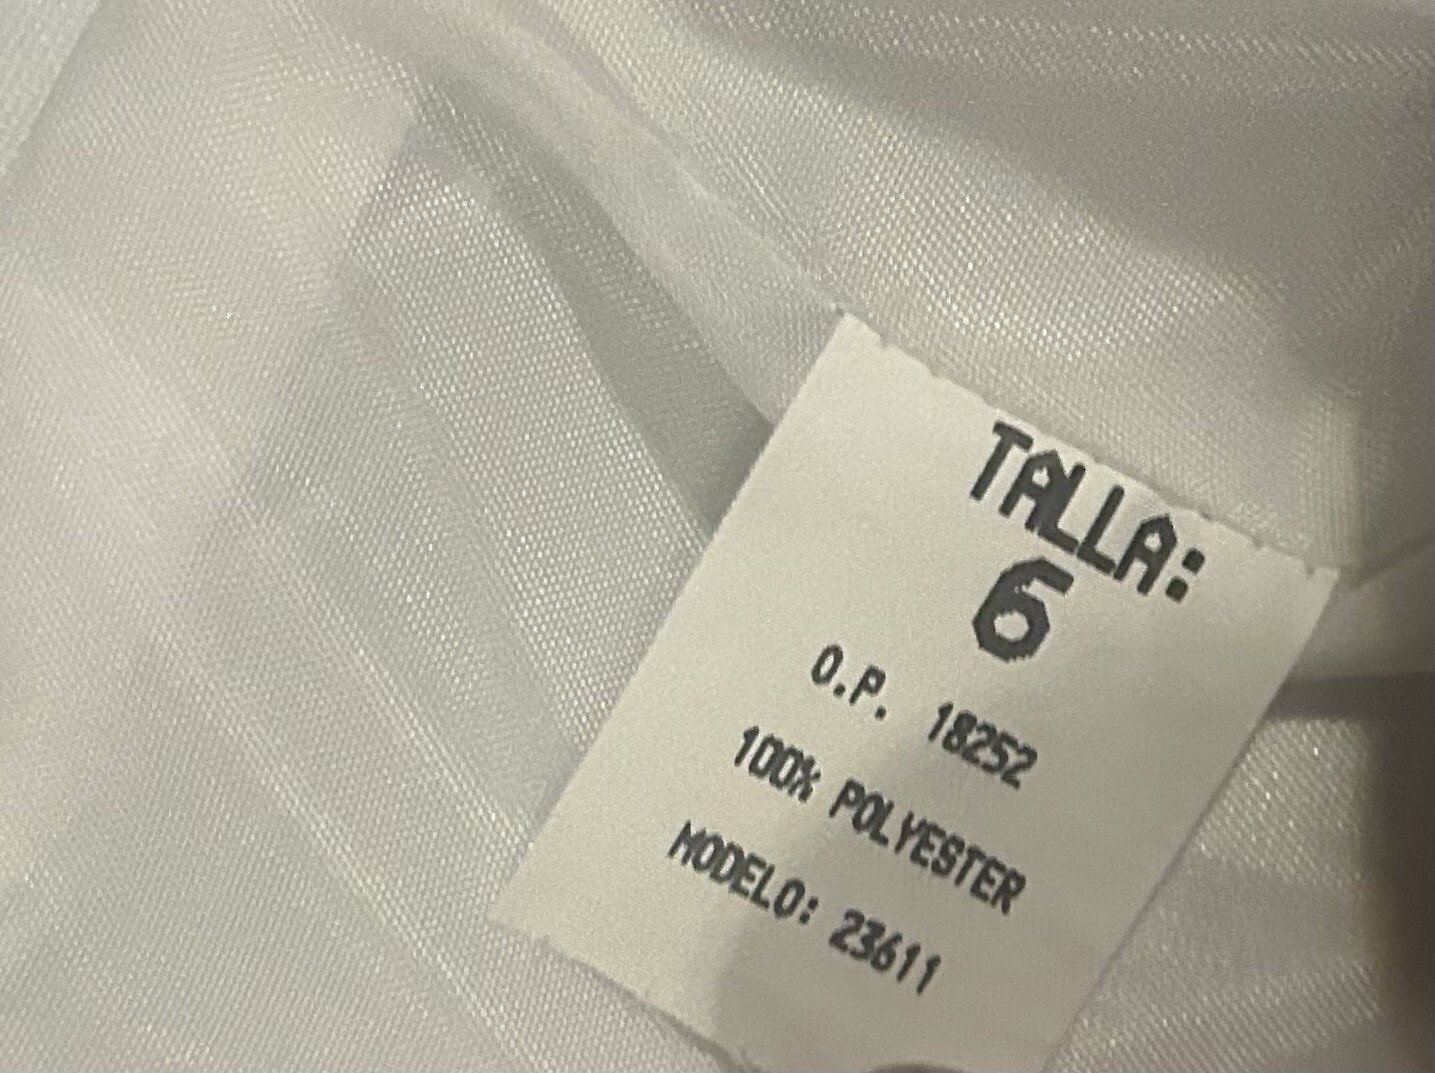 TALLA:
6
O.P. 18252
100% POLYESTER
MODELO: 23611